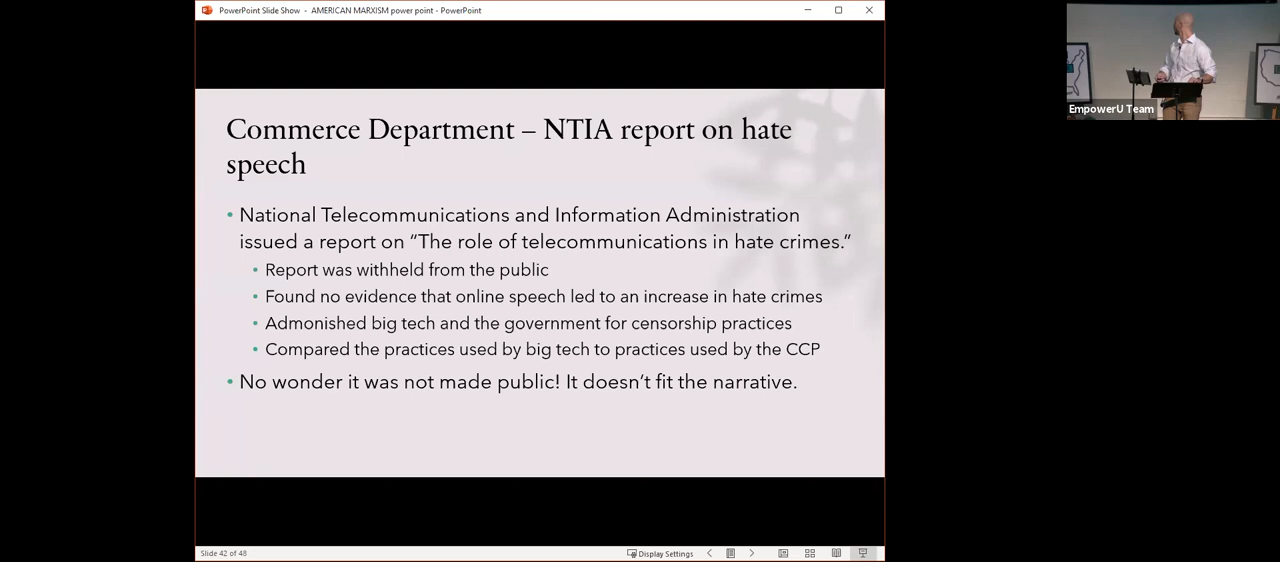 PowerPoint Slide Show - AMERICAN MARXISM power point - PowerPoint
EmpowerU Team
Commerce Department – NTIA report on hate
speech
• National Telecommunications and Information Administration
issued a report on “The role of telecommunications in hate crimes.”
• Report was withheld from the public
• Found no evidence that online speech led to an increase in hate crimes
• Admonished big tech and the government for censorship practices
• Compared the practices used by big tech to practices used by the CCP
• No wonder it was not made public! It doesn’t fit the narrative.
Slide 42 of 48
Display Settings